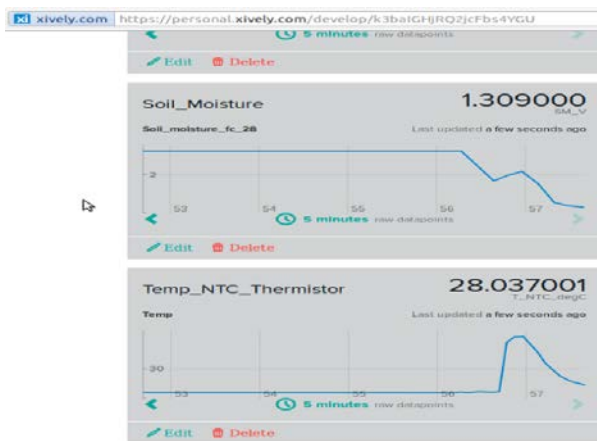 xively.com https://personal.xively.com/develop/k3baIGHjRQ2jcFbs4YGU
5 minutes raw datapoints
Edit Delete
Soil_Moisture 1.309000
SM_V
Soil_moisture_fc_28 Last updated a few seconds ago
2
53 54 55 56 57
5 minutes raw datapoints
Edit Delete
Temp_NTC_Thermistor 28.037001
T_NTC_degC
Temp Last updated a few seconds ago
30
53 54 55 56 57
5 minutes raw datapoints
Edit Delete